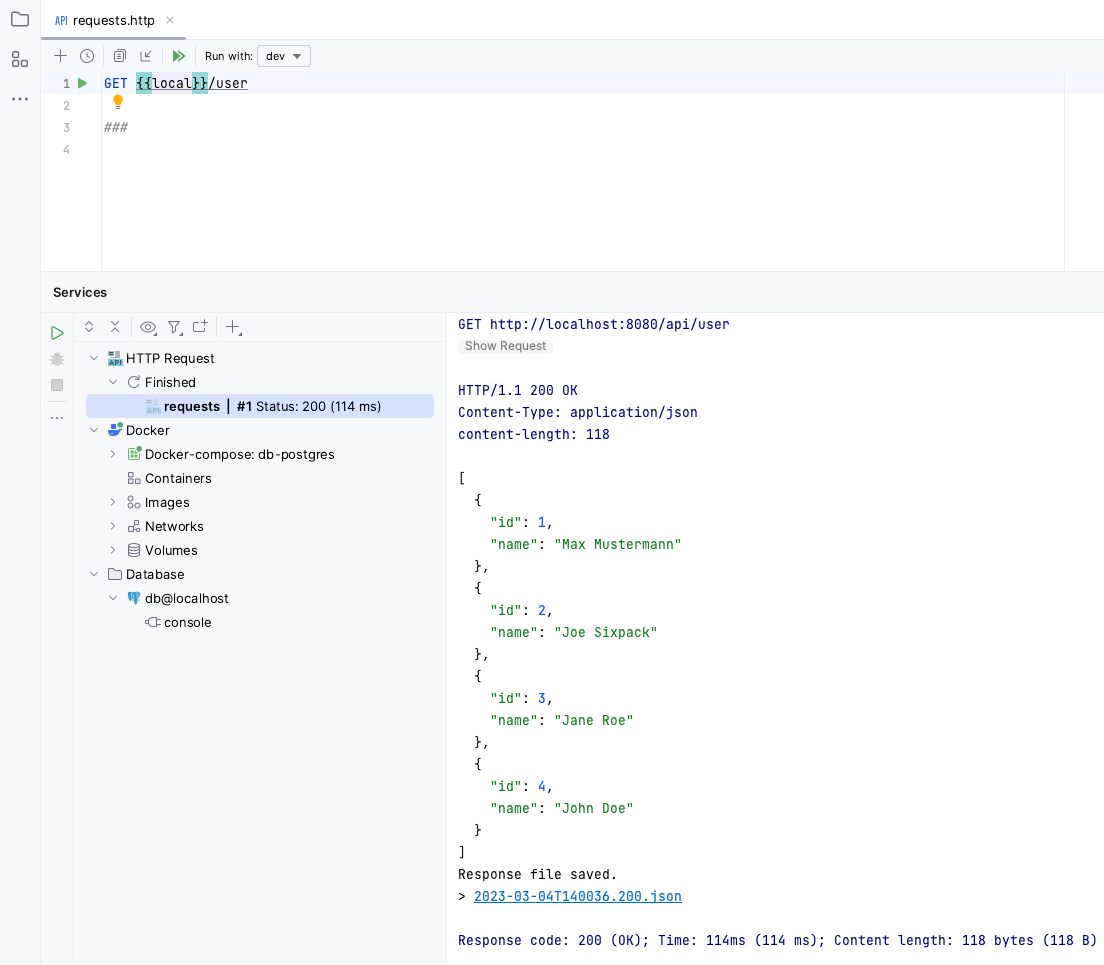 API requests.http
Run with: dev
1 GET {{local}}/user
2
3 ###
4
Services
HTTP Request
Finished
requests | #1 Status: 200 (114 ms)
Docker
Docker-compose: db-postgres
Containers
Images
Networks
Volumes
Database
db@localhost
console
GET http://localhost:8080/api/user
Show Request
HTTP/1.1 200 OK
Content-Type: application/json
content-length: 118
[
{
"id": 1,
"name": "Max Mustermann"
},
{
"id": 2,
"name": "Joe Sixpack"
},
{
"id": 3,
"name": "Jane Roe"
},
{
"id": 4,
"name": "John Doe"
}
]
Response file saved.
> 2023-03-04T140036.200.json
Response code: 200 (OK); Time: 114ms (114 ms); Content length: 118 bytes (118 B)